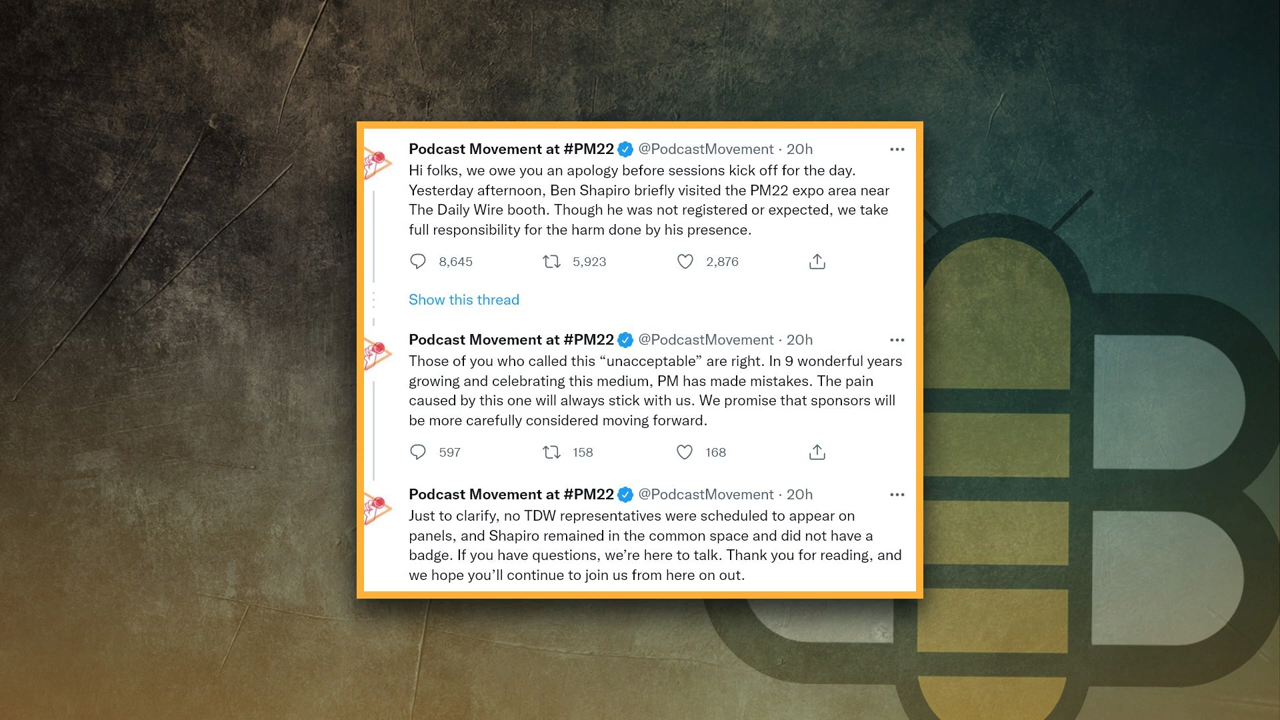 Podcast Movement at #PM22 @PodcastMovement · 20h
Hi folks, we owe you an apology before sessions kick off for the day.
Yesterday afternoon, Ben Shapiro briefly visited the PM22 expo area near
The Daily Wire booth. Though he was not registered or expected, we take
full responsibility for the harm done by his presence.
8,645 5,923 2,876
Show this thread
Podcast Movement at #PM22 @PodcastMovement · 20h
Those of you who called this “unacceptable” are right. In 9 wonderful years
growing and celebrating this medium, PM has made mistakes. The pain
caused by this one will always stick with us. We promise that sponsors will
be more carefully considered moving forward.
597 158 168
Podcast Movement at #PM22 @PodcastMovement · 20h
Just to clarify, no TDW representatives were scheduled to appear on
panels, and Shapiro remained in the common space and did not have a
badge. If you have questions, we’re here to talk. Thank you for reading, and
we hope you’ll continue to join us from here on out.